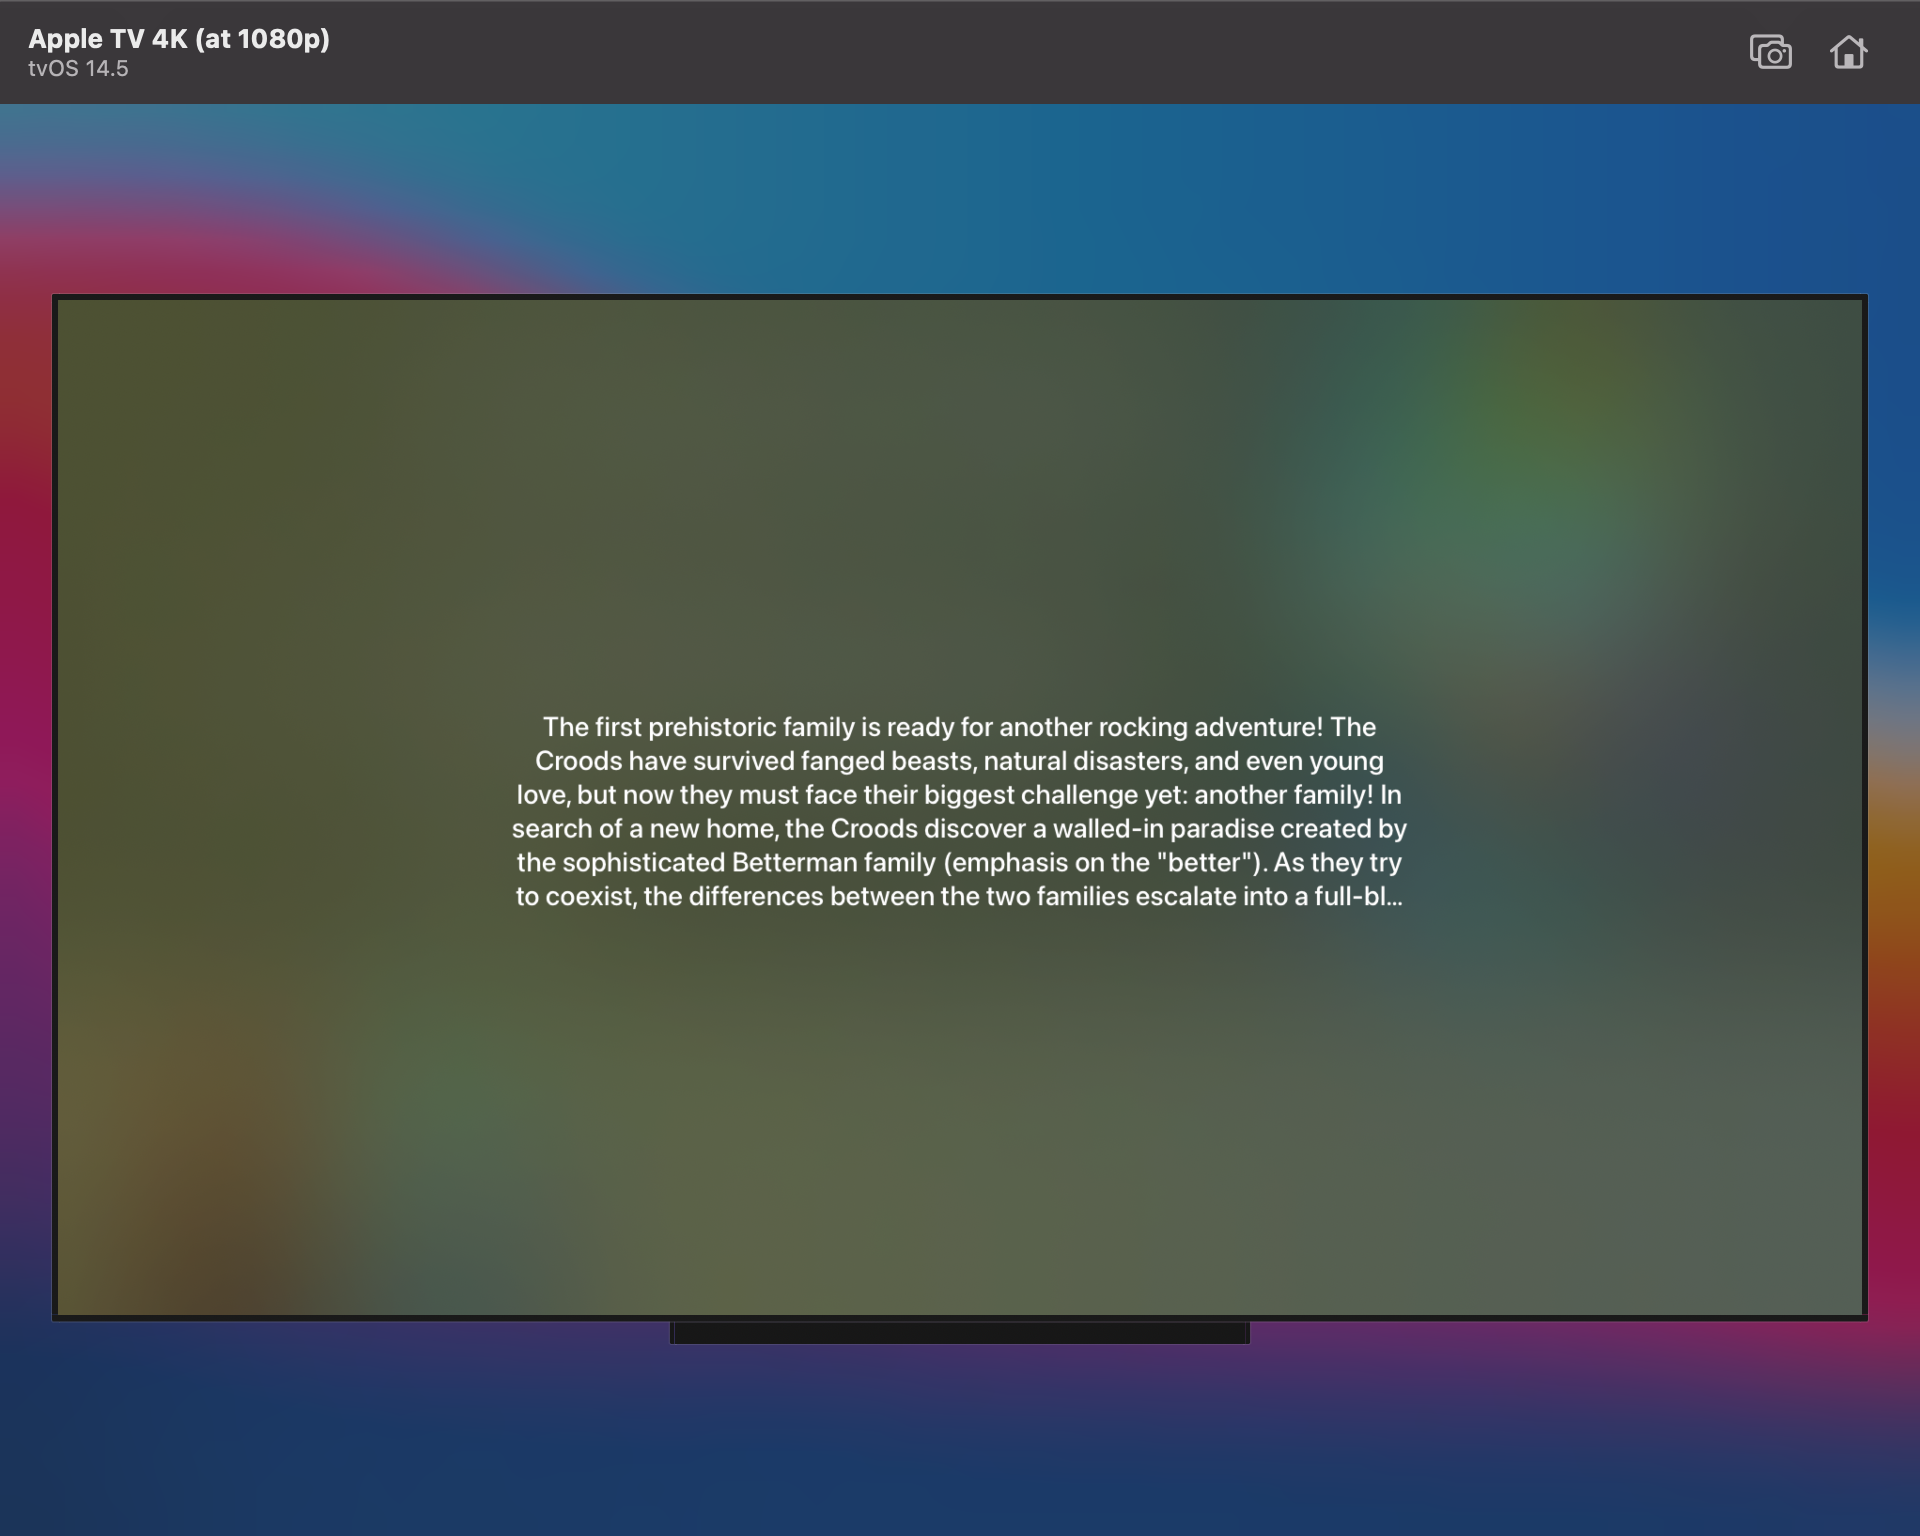 Apple TV 4K (at 1080p)
tvOS 14.5
The first prehistoric family is ready for another rocking adventure! The
Croods have survived fanged beasts, natural disasters, and even young
love, but now they must face their biggest challenge yet: another family! In
search of a new home, the Croods discover a walled-in paradise created by
the sophisticated Betterman family (emphasis on the "better"). As they try
to coexist, the differences between the two families escalate into a full-bl...